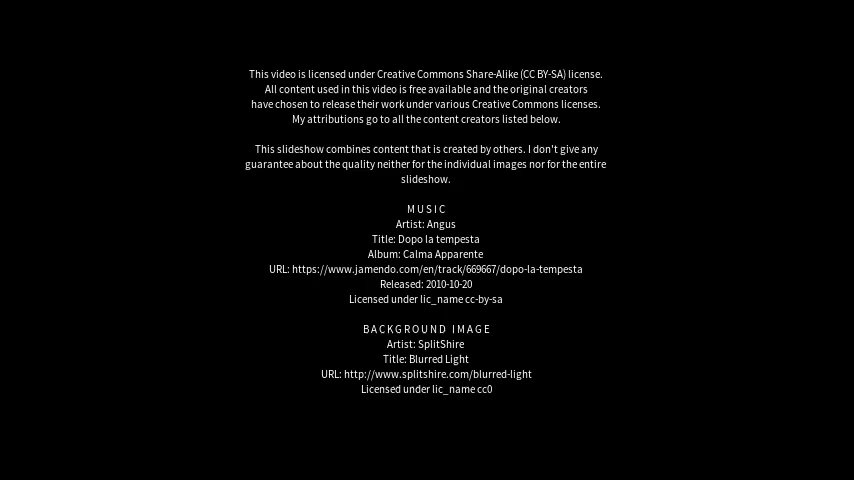 This video is licensed under Creative Commons Share-Alike (CC BY-SA) license.
All content used in this video is free available and the original creators
have chosen to release their work under various Creative Commons licenses.
My attributions go to all the content creators listed below.
This slideshow combines content that is created by others. I don't give any
guarantee about the quality neither for the individual images nor for the entire
slideshow.
MUSIC
Artist: Angus
Title: Dopo la tempesta
Album: Calma Apparente
URL: https://www.jamendo.com/en/track/669667/dopo-la-tempesta
Released: 2010-10-20
Licensed under lic_name cc-by-sa
BACKGROUND IMAGE
Artist: SplitShire
Title: Blurred Light
URL: http://www.splitshire.com/blurred-light
Licensed under lic_name cc0